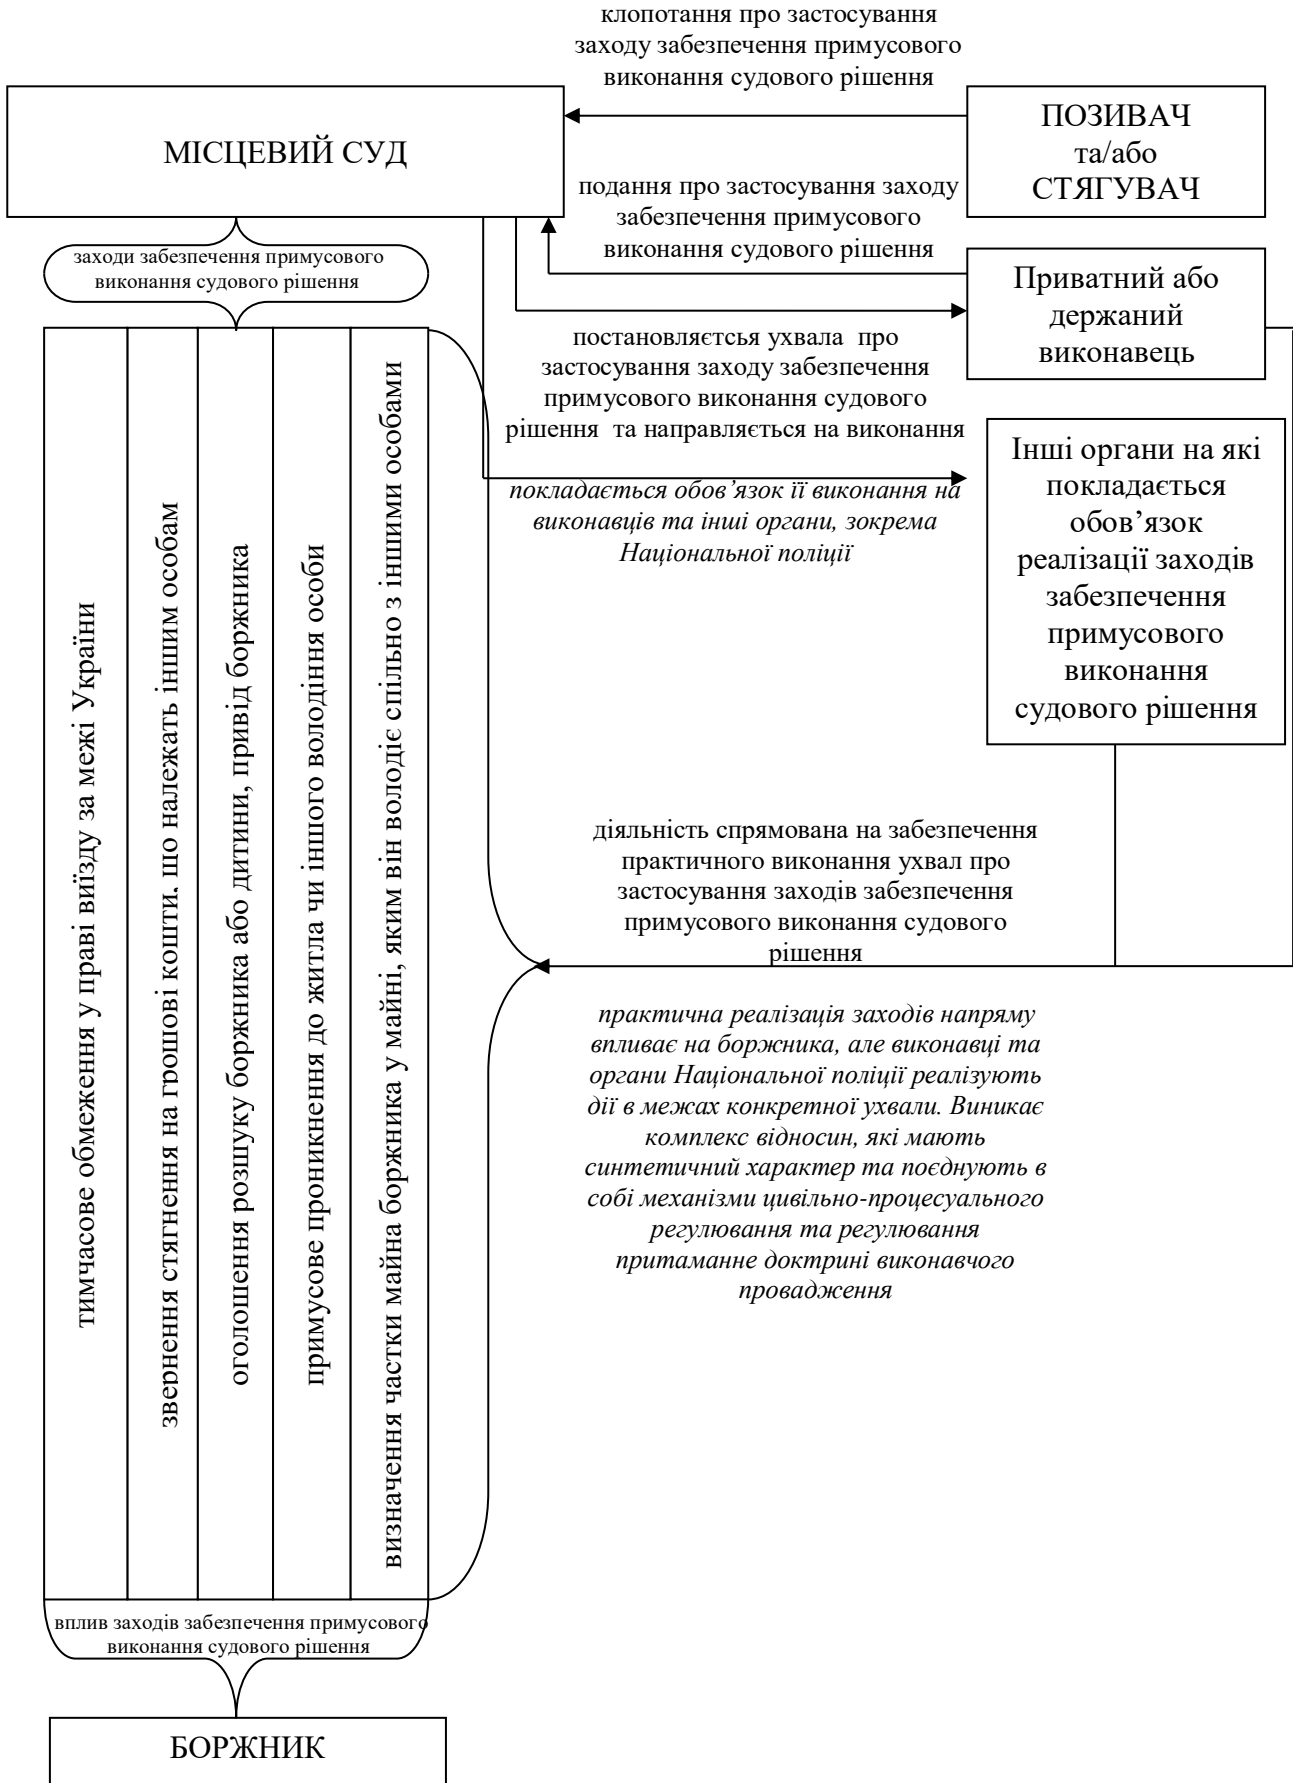 клопотання про застосування
заходу забезпечення примусового
виконання судового рішення
МІСЦЕВИЙ СУД
ПОЗИВАЧ
та/або
СТЯГУВАЧ
подання про застосування заходу
забезпечення примусового
виконання судового рішення
заходи забезпечення примусового
виконання судового рішення
Приватний або
держаний
виконавець
постановляєтсья ухвала про
застосування заходу забезпечення
примусового виконання судового
рішення та направляється на виконання
покладається обов’язок її виконання на
виконавців та інші органи, зокрема
Національної поліції
Інші органи на які
покладається
обов’язок
реалізації заходів
забезпечення
примусового
виконання
судового рішення
тимчасове обмеження у праві виїзду за межі України
звернення стягнення на грошові кошти, що належать іншим особам
оголошення розшуку боржника або дитини, привід боржника
примусове проникнення до житла чи іншого володіння особи
визначення частки майна боржника у майні, яким він володіє спільно з іншими особами
діяльність спрямована на забезпечення
практичного виконання ухвал про
застосування заходів забезпечення
примусового виконання судового
рішення
практична реалізація заходів напряму
впливає на боржника, але виконавці та
органи Національної поліції реалізують
дії в межах конкретної ухвали. Виникає
комплекс відносин, які мають
синтетичний характер та поєднують в
собі механізми цивільно-процесуального
регулювання та регулювання
притаманне доктрині виконавчого
провадження
вплив заходів забезпечення примусового
виконання судового рішення
БОРЖНИК